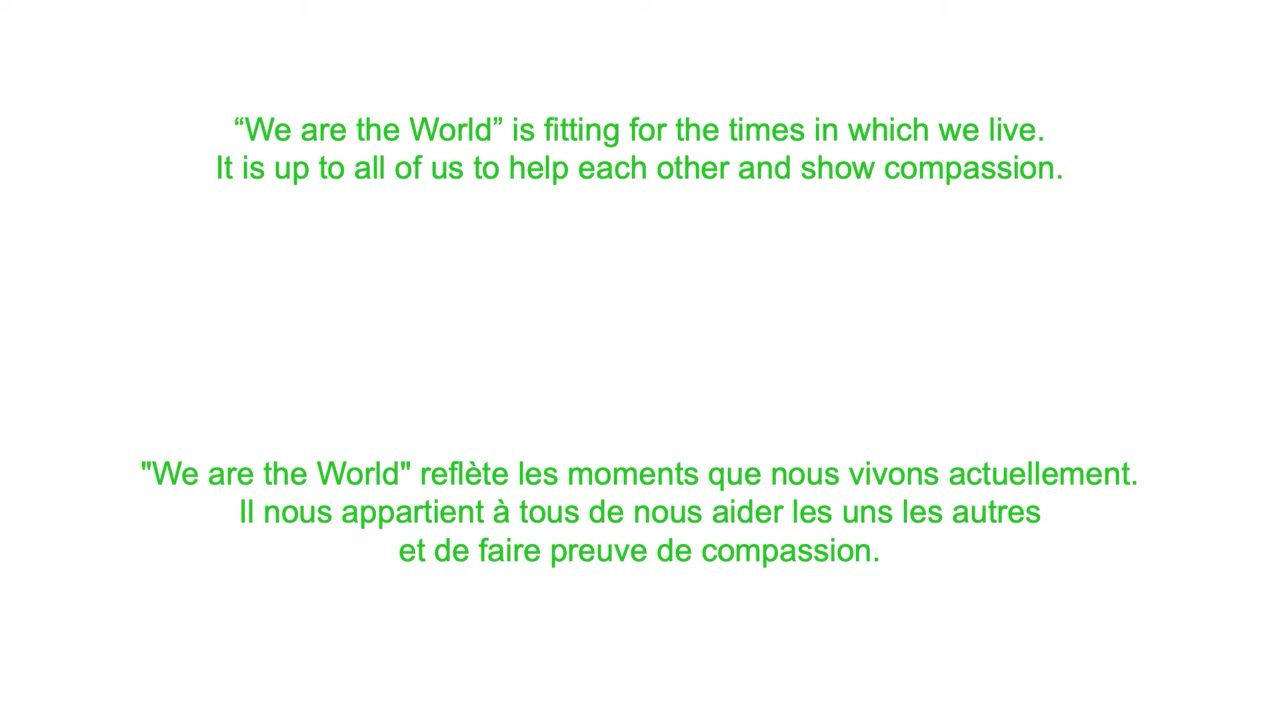 “We are the World” is fitting for the times in which we live.
It is up to all of us to help each other and show compassion.
"We are the World" reflète les moments que nous vivons actuellement.
Il nous appartient à tous de nous aider les uns les autres
et de faire preuve de compassion.